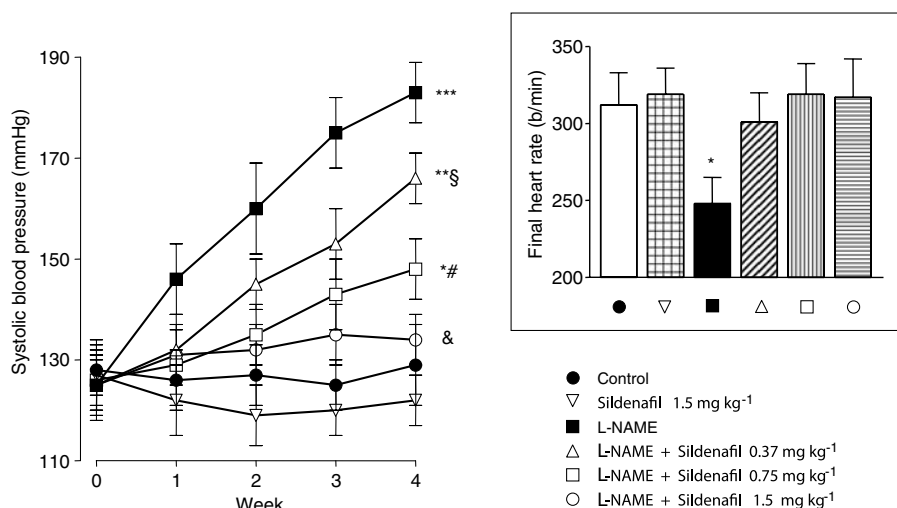 Systolic blood pressure (mmHg)
190
170
150
130
110
0 1 2 3 4
Week
***
**§
*#
&
Final heart rate (b/min)
350
300
250
200
*
Control
Sildenafil 1.5 mg kg⁻¹
L-NAME
L-NAME + Sildenafil 0.37 mg kg⁻¹
L-NAME + Sildenafil 0.75 mg kg⁻¹
L-NAME + Sildenafil 1.5 mg kg⁻¹